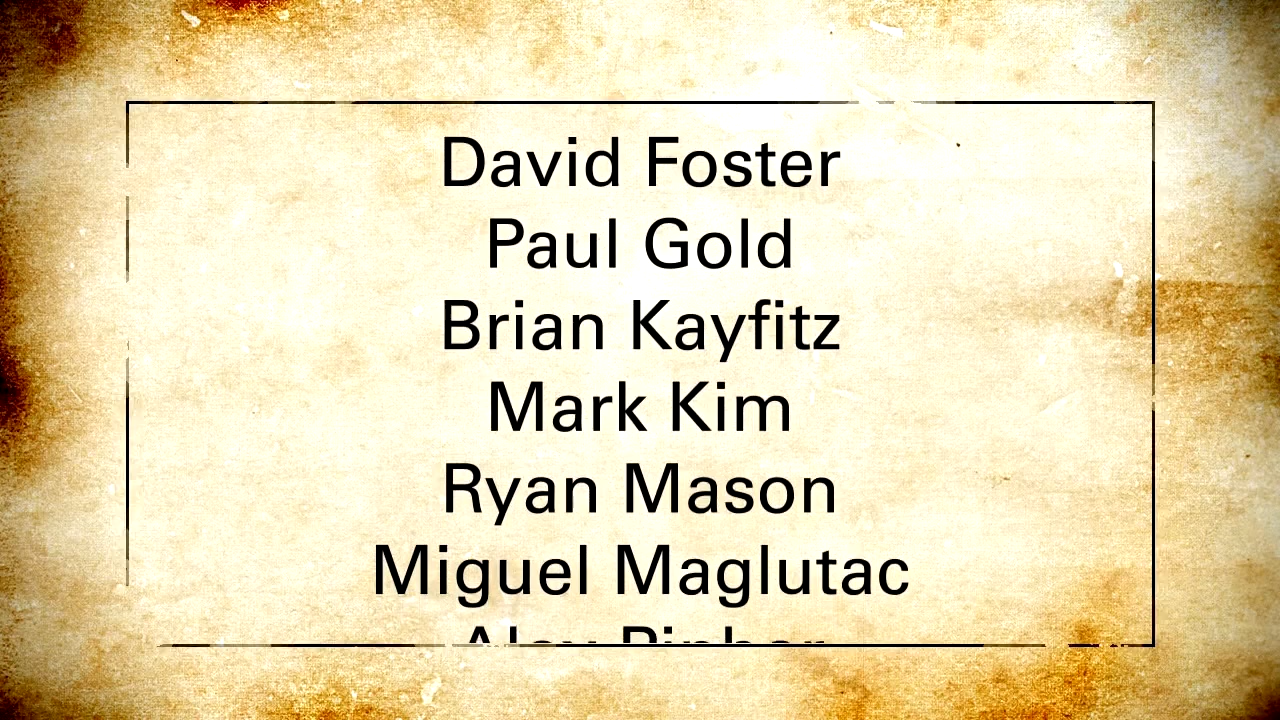 David Foster
Paul Gold
Brian Kayfitz
Mark Kim
Ryan Mason
Miguel Maglutac